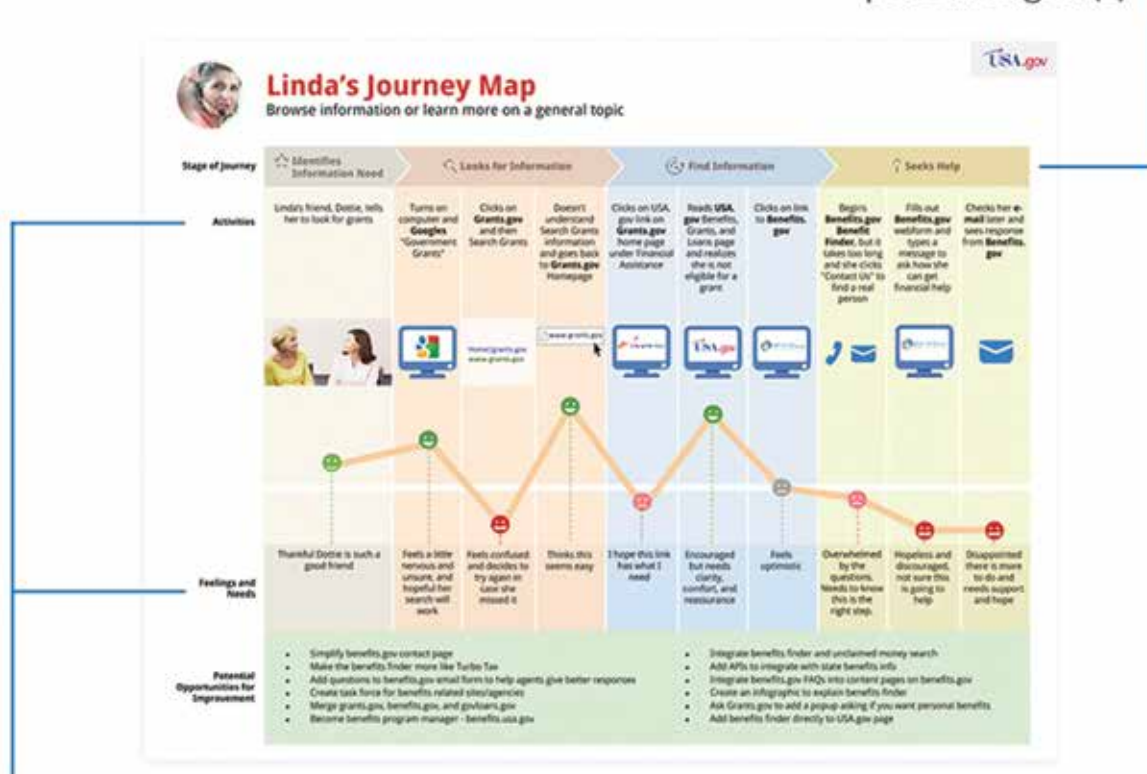 USA.gov
Linda's Journey Map
Browse information or learn more on a general topic
Stage of Journey
Identifies
Information Need
Looks for Information
Find Information
Seeks Help
Activities
Linda's friend, Dottie, tells
her to look for grants
Turns on
computer and
Googles
"Government
Grants"
Clicks on
Grants.gov
and then
Search Grants
Doesn't
understand
Search Grants
information
and goes back
to Grants.gov
Homepage
Clicks on USA.
gov link on
Grants.gov
home page
under Financial
Assistance
Reads USA.
gov Benefits,
Grants, and
Loans page
and realizes
she is not
eligible for a
grant
Clicks on link
to Benefits.
gov
Begins
Benefits.gov
Benefit
Finder, but it
takes too long
and she clicks
"Contact Us" to
find a real
person
Fills out
Benefits.gov
webform and
types a
message to
ask how she
can get
financial help
Checks her e-
mail later and
sees response
from Benefits.
gov
www.grants.gov
www.grants.gov
USA.gov
Feelings and
Needs
Thankful Dottie is such a
good friend
Feels a little
nervous and
unsure, and
hopeful her
search will
work
Feels confused
and decides to
try again in
case she
missed it
Thinks this
seems easy
I hope this link
has what I
need
Encouraged
but needs
clarity,
comfort, and
reassurance
Feels
optimistic
Overwhelmed
by the
questions.
Needs to know
this is the
right step.
Hopeless and
discouraged,
not sure this
is going to
help
Disappointed
there is more
to do and
needs support
and hope
Potential
Opportunities for
Improvement
• Simplify benefits.gov contact page
• Make the benefits finder more like Turbo Tax
• Add questions to benefits.gov email form to help agents give better responses
• Create task force for benefits related sites/agencies
• Merge grants.gov, benefits.gov, and govloans.gov
• Become benefits program manager - benefits.usa.gov
• Integrate benefits finder and unclaimed money search
• Add APIs to integrate with state benefits info
• Integrate benefits.gov FAQs into content pages on benefits.gov
• Create an infographic to explain benefits finder
• Ask Grants.gov to add a popup asking if you want personal benefits
• Add benefits finder directly to USA.gov page